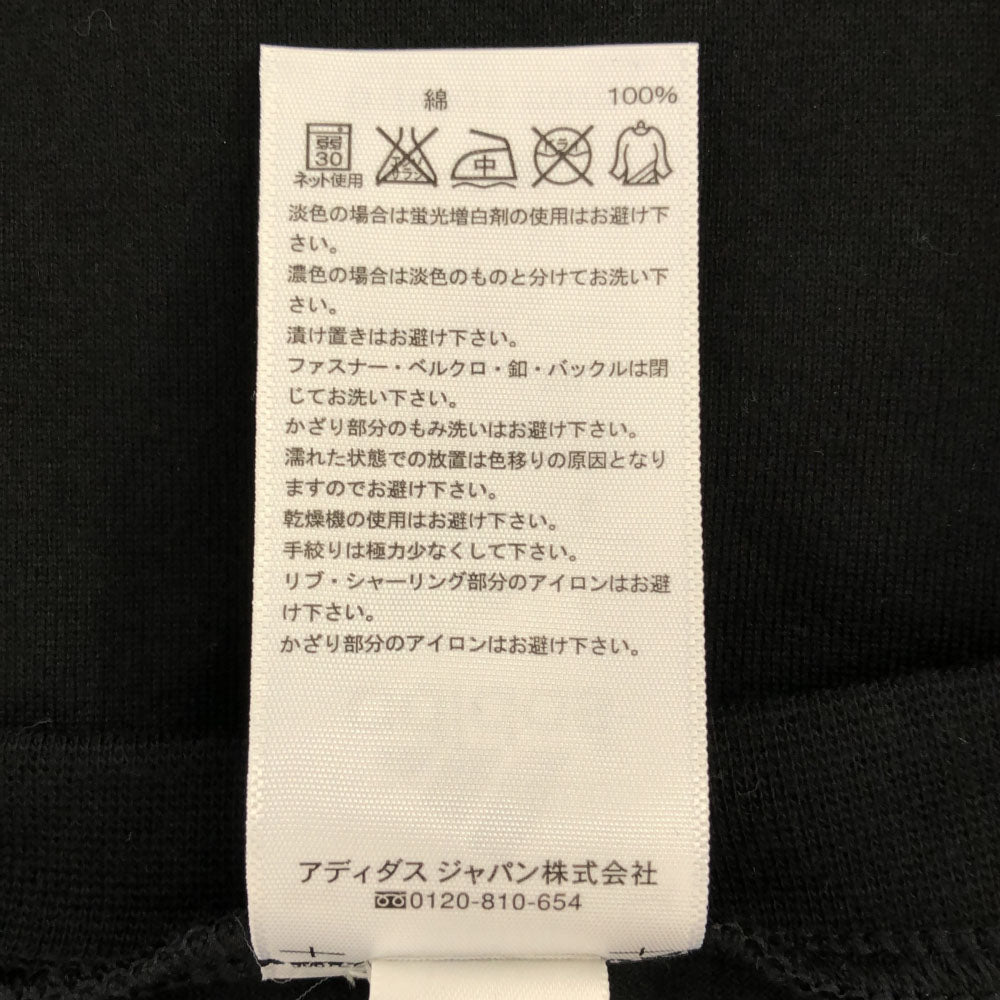 綿 100%
弱 30 エンソ サラシ 中 ドライ
ネット使用
淡色の場合は蛍光増白剤の使用はお避け下
さい。
濃色の場合は淡色のものと分けてお洗い下
さい。
漬け置きはお避け下さい。
ファスナー・ベルクロ・釦・バックルは閉
じてお洗い下さい。
かざり部分のもみ洗いはお避け下さい。
濡れた状態での放置は色移りの原因となり
ますのでお避け下さい。
乾燥機の使用はお避け下さい。
手絞りは極力少なくして下さい。
リブ・シャーリング部分のアイロンはお避
け下さい。
かざり部分のアイロンはお避け下さい。
アディダス ジャパン株式会社
0120-810-654